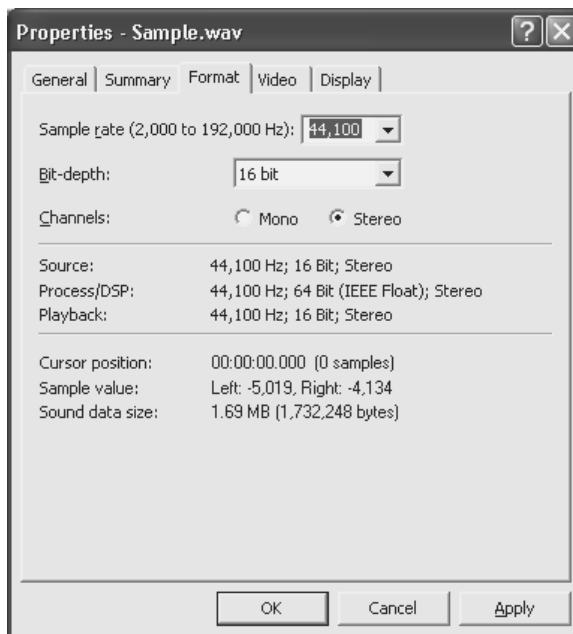 Properties - Sample.wav
General Summary Format Video Display
Sample rate (2,000 to 192,000 Hz): 44,100
Bit-depth: 16 bit
Channels: Mono Stereo
Source: 44,100 Hz; 16 Bit; Stereo
Process/DSP: 44,100 Hz; 64 Bit (IEEE Float); Stereo
Playback: 44,100 Hz; 16 Bit; Stereo
Cursor position: 00:00:00.000 (0 samples)
Sample value: Left: -5,019, Right: -4,134
Sound data size: 1.69 MB (1,732,248 bytes)
OK Cancel Apply